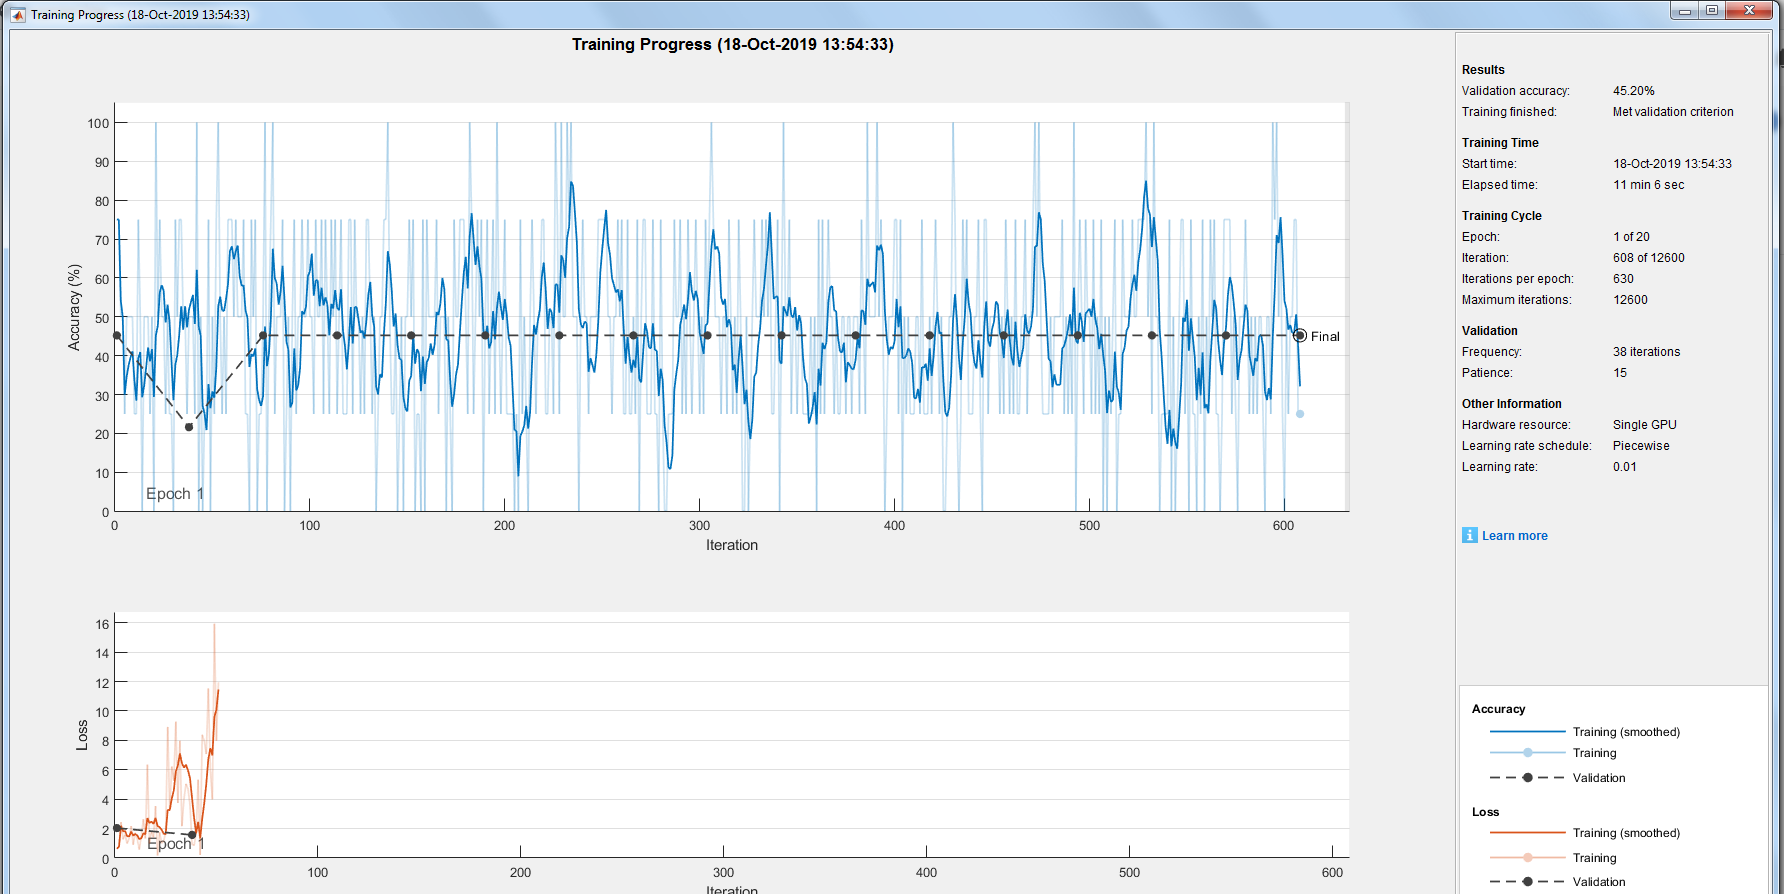 Training Progress (18-Oct-2019 13:54:33)
Training Progress (18-Oct-2019 13:54:33)
100
90
80
70
60
50
40
30
20
10
0
Accuracy (%)
Epoch 1
Final
0 100 200 300 400 500 600
Iteration
16
14
12
10
8
6
4
2
0
Loss
Epoch 1
0 100 200 300 400 500 600
Iteration
Results
Validation accuracy: 45.20%
Training finished: Met validation criterion
Training Time
Start time: 18-Oct-2019 13:54:33
Elapsed time: 11 min 6 sec
Training Cycle
Epoch: 1 of 20
Iteration: 608 of 12600
Iterations per epoch: 630
Maximum iterations: 12600
Validation
Frequency: 38 iterations
Patience: 15
Other Information
Hardware resource: Single GPU
Learning rate schedule: Piecewise
Learning rate: 0.01
i Learn more
Accuracy
Training (smoothed)
Training
Validation
Loss
Training (smoothed)
Training
Validation